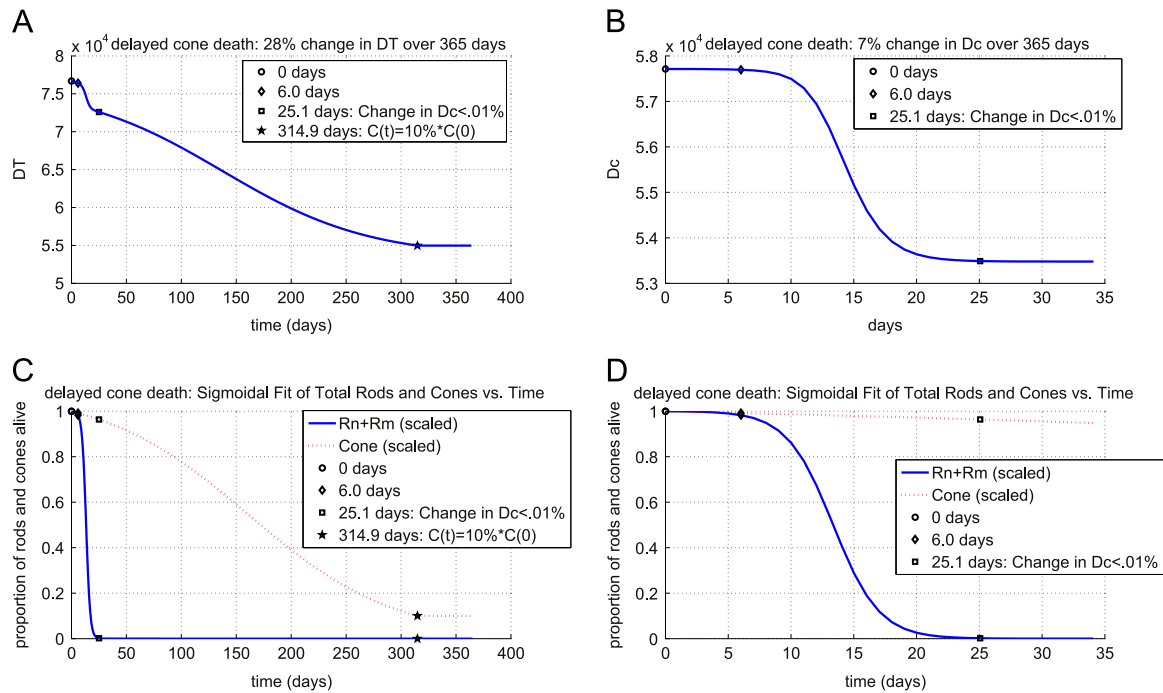 A
x 10⁴ delayed cone death: 28% change in DT over 365 days
8
7.5
7
6.5
6
5.5
5
DT
0 50 100 150 200 250 300 350 400
time (days)
0 days
6.0 days
25.1 days: Change in Dc<.01%
314.9 days: C(t)=10%*C(0)
B
x 10⁴ delayed cone death: 7% change in Dc over 365 days
5.8
5.7
5.6
5.5
5.4
5.3
Dc
0 5 10 15 20 25 30 35
days
0 days
6.0 days
25.1 days: Change in Dc<.01%
C
delayed cone death: Sigmoidal Fit of Total Rods and Cones vs. Time
1
0.8
0.6
0.4
0.2
0
proportion of rods and cones alive
0 50 100 150 200 250 300 350 400
time (days)
Rn+Rm (scaled)
Cone (scaled)
0 days
6.0 days
25.1 days: Change in Dc<.01%
314.9 days: C(t)=10%*C(0)
D
delayed cone death: Sigmoidal Fit of Total Rods and Cones vs. Time
1
0.8
0.6
0.4
0.2
0
proportion of rods and cones alive
0 5 10 15 20 25 30 35
time (days)
Rn+Rm (scaled)
Cone (scaled)
0 days
6.0 days
25.1 days: Change in Dc<.01%